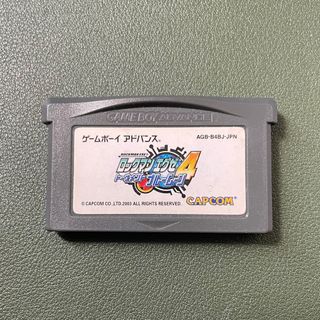 GAME BOY ADVANCE
ゲームボーイ アドバンス
AGB-B4BJ-JPN
ロックマン エグゼ4
トーナメント ブルームーン
© CAPCOM CO.,LTD.2003 ALL RIGHTS RESERVED.
CAPCOM